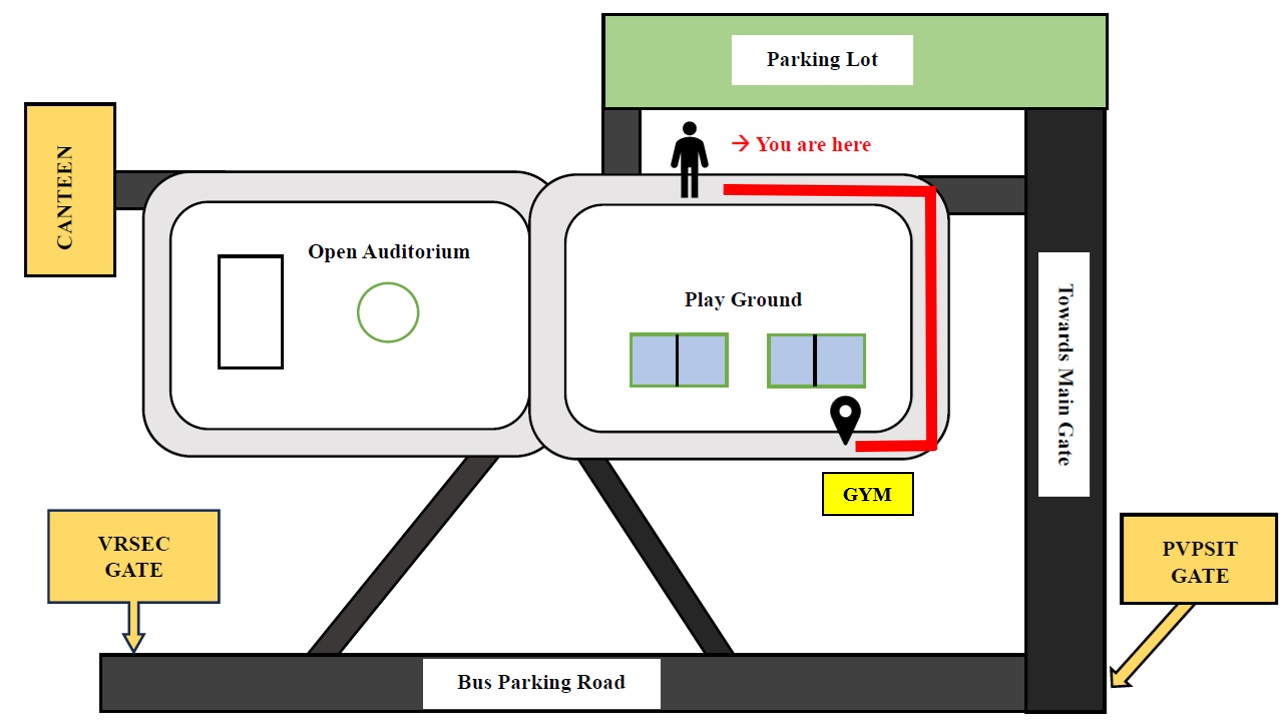 Parking Lot
→ You are here
CANTEEN
Open Auditorium
Play Ground
Towards Main Gate
GYM
VRSEC
GATE
PVPSIT
GATE
Bus Parking Road